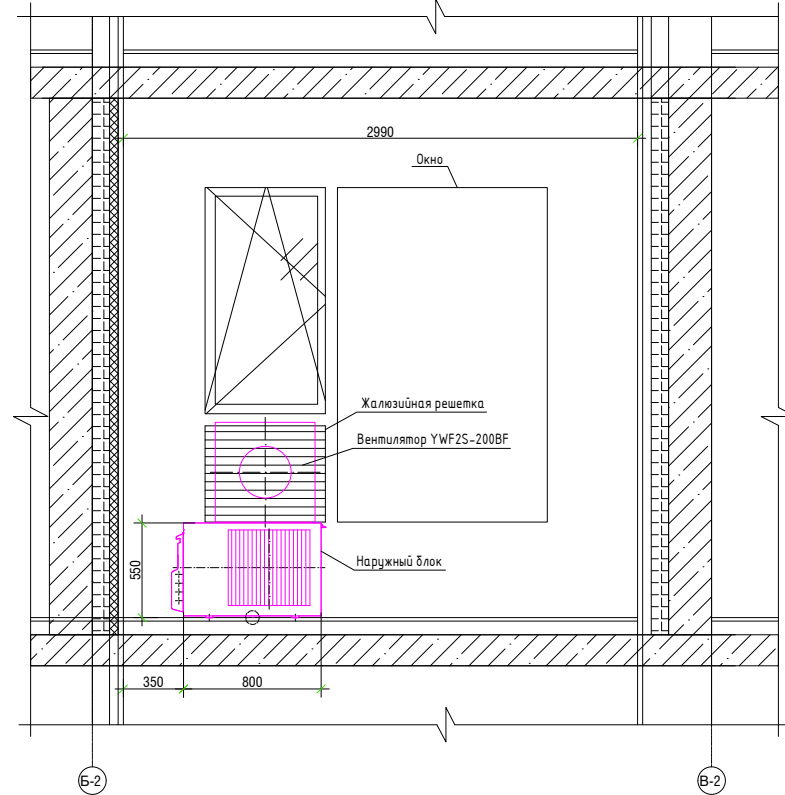 2990
Окно
Жалюзийная решетка
Вентилятор YWF2S-200BF
Наружный блок
550
350
800
Б-2
В-2